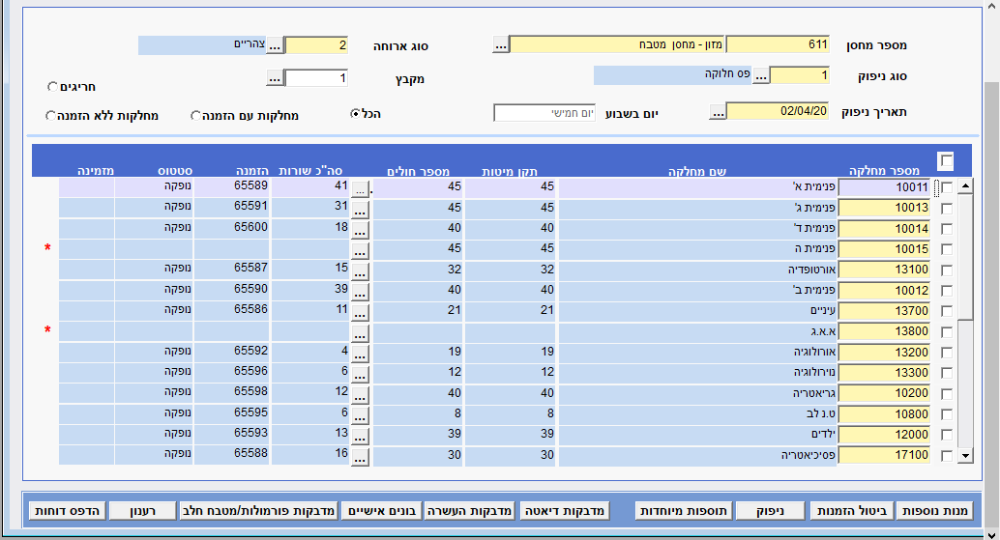 מספר מחסן 611 מזון - מחסן מטבח ... סוג ארוחה 2 ... צהריים
סוג ניפוק 1 ... פס חלוקה מקבץ 1 ... חריגים
תאריך ניפוק 02/04/20 ... יום בשבוע יום חמישי הכל מחלקות עם הזמנה מחלקות ללא הזמנה
מספר מחלקה שם מחלקה תקן מיטות מספר חולים סה"כ שורות הזמנה סטטוס מזמינה
10011 פנימית א' 45 45 . ... 41 65589 נופקה
10013 פנימית ג' 45 45 ... 31 65591 נופקה
10014 פנימית ד' 40 40 ... 18 65600 נופקה
10015 פנימית ה 45 45 ... *
13100 אורטופדיה 32 32 ... 15 65587 נופקה
10012 פנימית ב' 40 40 ... 39 65590 נופקה
13700 עיניים 21 21 ... 11 65586 נופקה
13800 א.א.ג ... *
13200 אורולוגיה 19 19 ... 4 65592 נופקה
13300 נוירולוגיה 12 12 ... 6 65596 נופקה
10200 גריאטריה 40 40 ... 12 65598 נופקה
10800 ט.נ לב 8 8 ... 6 65595 נופקה
12000 ילדים 39 39 ... 13 65593 נופקה
17100 פסיכיאטריה 30 30 ... 16 65588 נופקה
מנות נוספות ביטול הזמנות ניפוק תוספות מיוחדות מדבקות דיאטה מדבקות העשרה בונים אישיים מדבקות פורמולות/מטבח חלב רענון הדפס דוחות